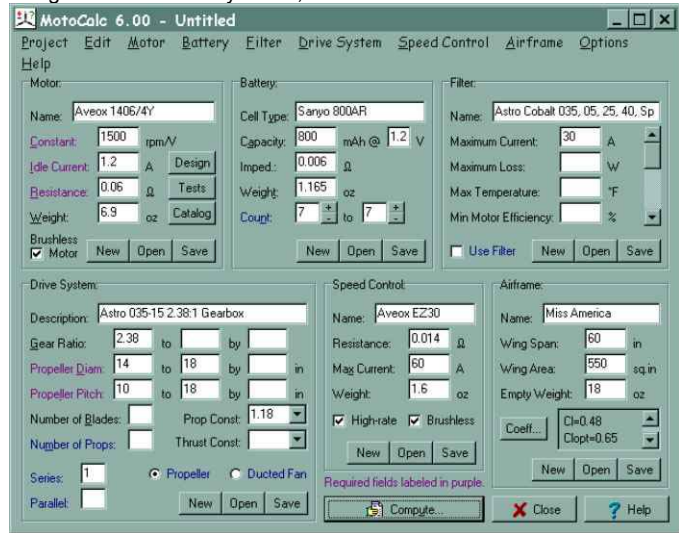 MotoCalc 6.00 - Untitled
Project Edit Motor Battery Filter Drive System Speed Control Airframe Options
Help
Motor:
Name: Aveox 1406/4Y
Constant: 1500 rpm/V
Idle Current: 1.2 A Design
Resistance: 0.06 Ω Tests
Weight: 6.9 oz Catalog
Brushless
Motor New Open Save
Battery:
Cell Type: Sanyo 800AR
Capacity: 800 mAh @ 1.2 V
Imped.: 0.006 Ω
Weight: 1.165 oz
Count: 7 + - to 7 + -
New Open Save
Filter:
Name: Astro Cobalt 035, 05, 25, 40, Sp
Maximum Current: 30 A
Maximum Loss: W
Max Temperature: °F
Min Motor Efficiency: %
Use Filter New Open Save
Drive System:
Description: Astro 035-15 2.38:1 Gearbox
Gear Ratio: 2.38 to by
Propeller Diam: 14 to 18 by in
Propeller Pitch: 10 to 18 by in
Number of Blades: Prop Const: 1.18
Number of Props: Thrust Const:
Series: 1 Propeller Ducted Fan
Parallel: New Open Save
Speed Control:
Name: Aveox EZ30
Resistance: 0.014 Ω
Max Current: 60 A
Weight: 1.6 oz
High-rate Brushless
New Open Save
Required fields labeled in purple.
Airframe:
Name: Miss America
Wing Span: 60 in
Wing Area: 550 sq.in
Empty Weight: 18 oz
Coeff... Cl=0.48
Clopt=0.65
New Open Save
Compute... Close Help